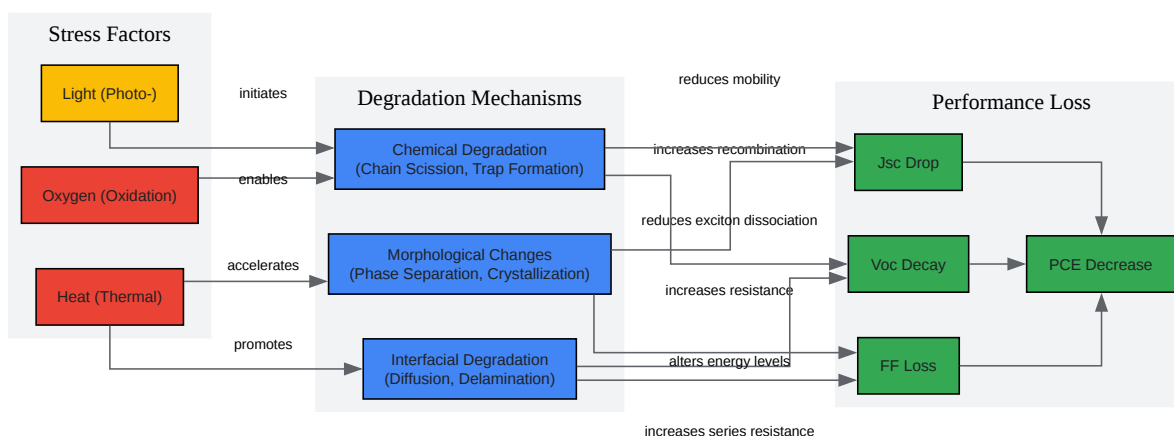 Stress Factors
Light (Photo-)
Oxygen (Oxidation)
Heat (Thermal)
initiates
enables
accelerates
promotes
Degradation Mechanisms
Chemical Degradation
(Chain Scission, Trap Formation)
Morphological Changes
(Phase Separation, Crystallization)
Interfacial Degradation
(Diffusion, Delamination)
reduces mobility
increases recombination
reduces exciton dissociation
increases resistance
alters energy levels
increases series resistance
Performance Loss
Jsc Drop
Voc Decay
PCE Decrease
FF Loss